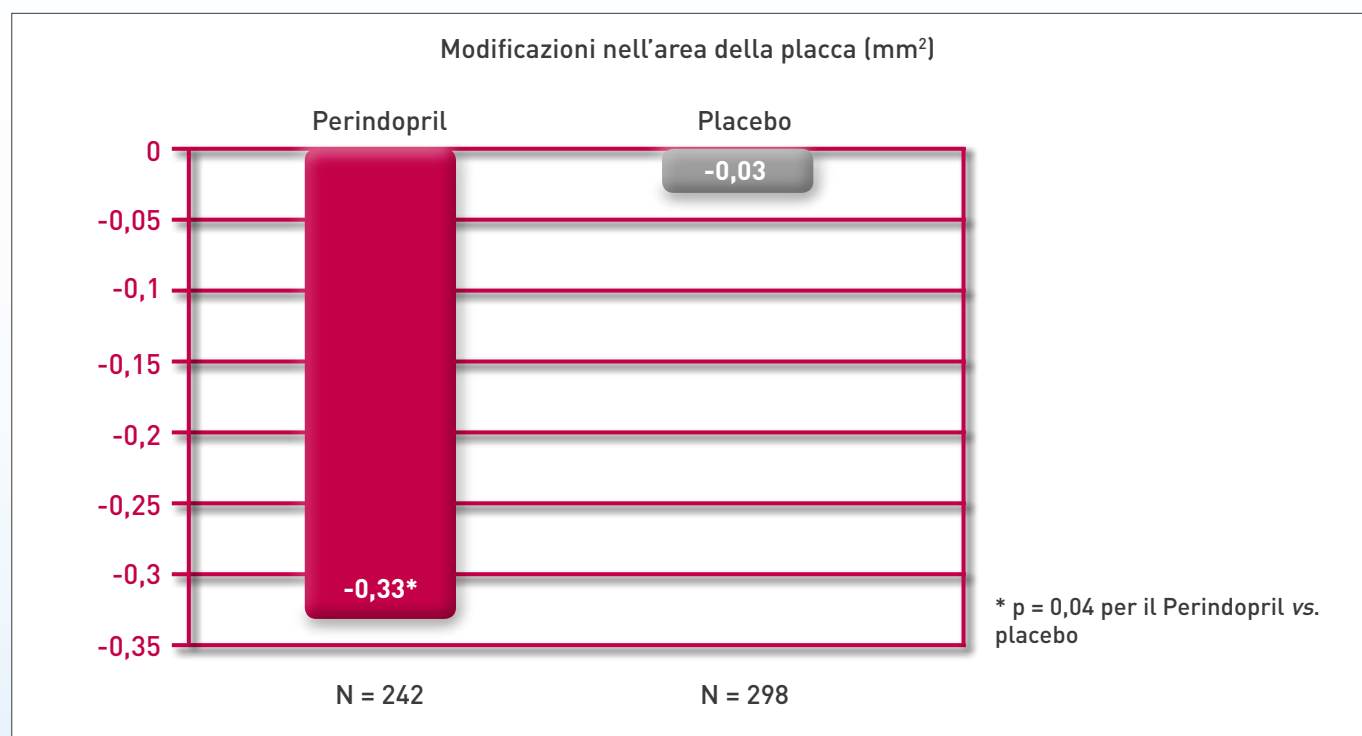 Modificazioni nell’area della placca (mm²)
Perindopril
Placebo
0
-0,05
-0,1
-0,15
-0,2
-0,25
-0,3
-0,35
-0,03
-0,33*
* p = 0,04 per il Perindopril vs.
placebo
N = 242
N = 298